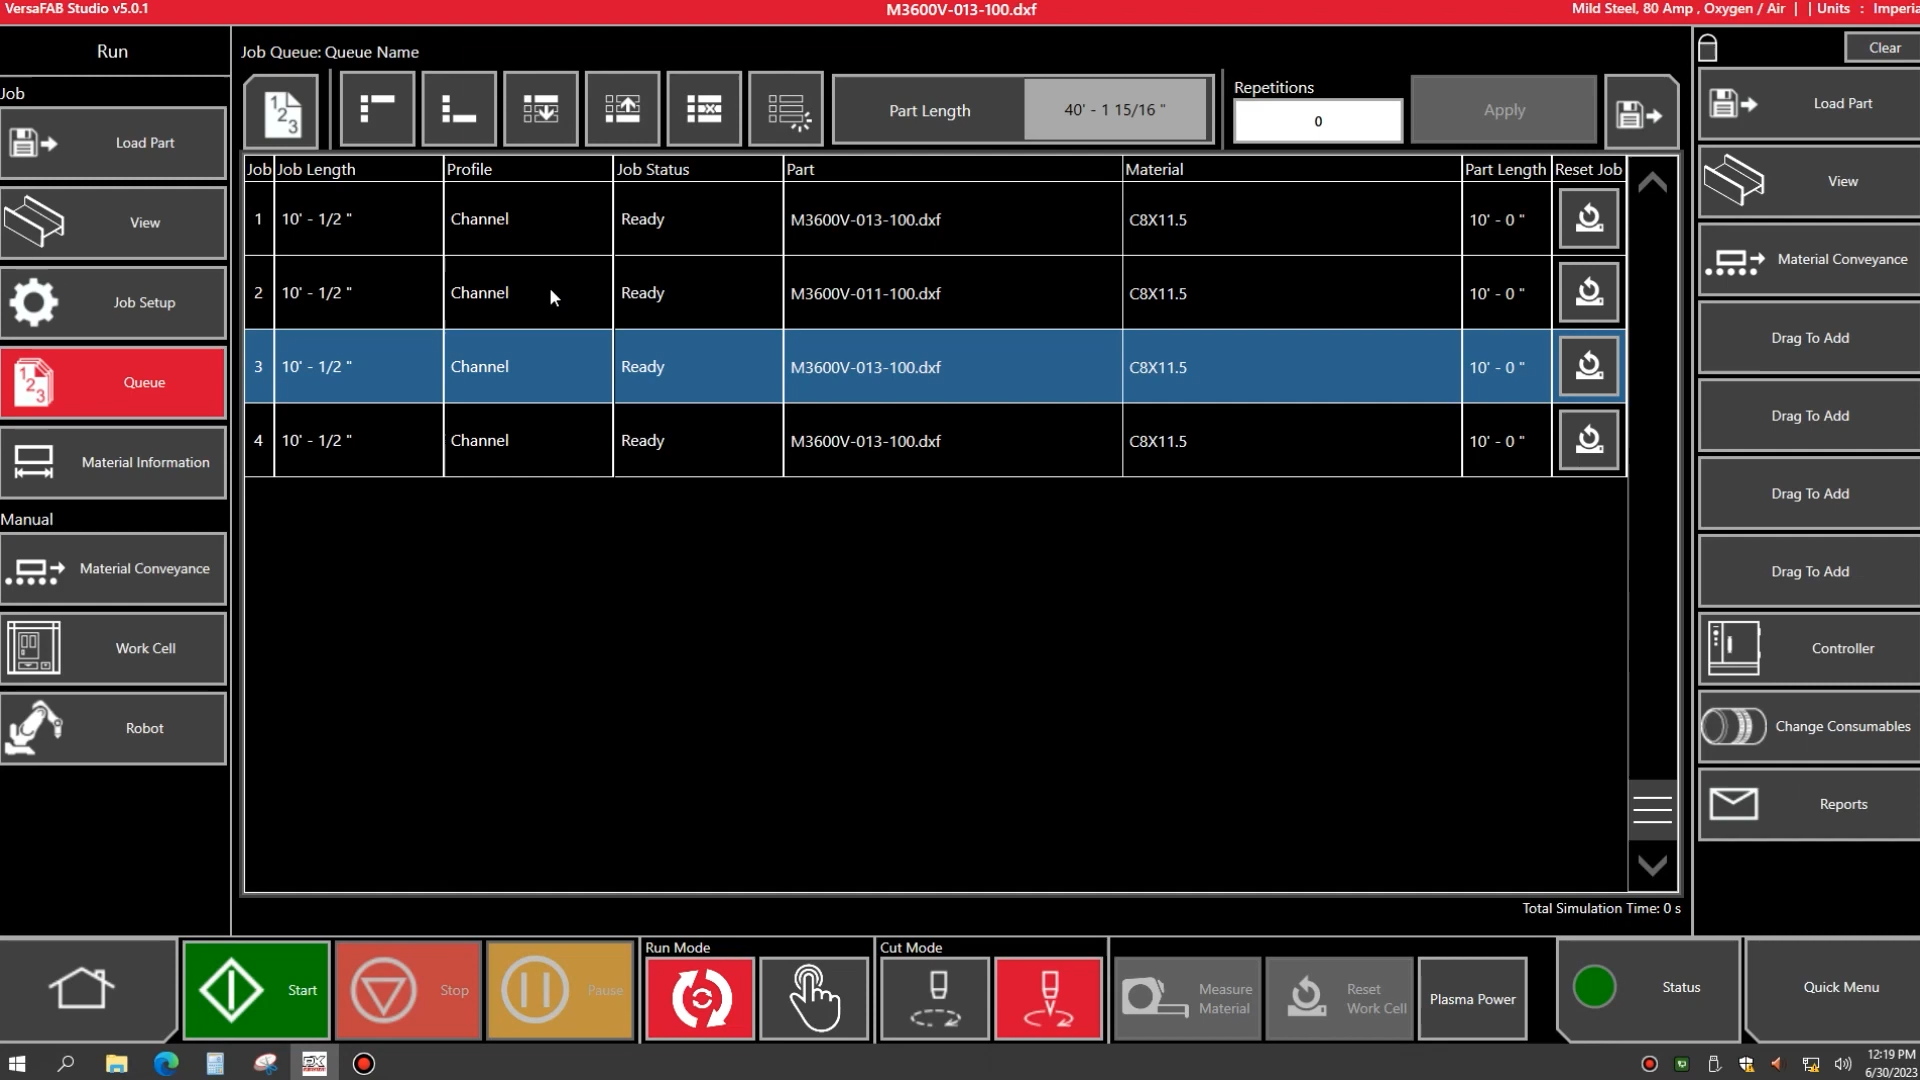 VersaFAB Studio v5.0.1
M3600V-013-100.dxf
Mild Steel, 80 Amp , Oxygen / Air | | Units : Imperia
Run
Job Queue: Queue Name
Clear
Job
Load Part
View
Job Setup
Queue
Material Information
Manual
Material Conveyance
Work Cell
Robot
1 2 3
Part Length
40' - 1 15/16 "
Repetitions
0
Apply
Job Job Length Profile Job Status Part Material Part Length Reset Job
1 10' - 1/2 " Channel Ready M3600V-013-100.dxf C8X11.5 10' - 0 "
2 10' - 1/2 " Channel Ready M3600V-011-100.dxf C8X11.5 10' - 0 "
3 10' - 1/2 " Channel Ready M3600V-013-100.dxf C8X11.5 10' - 0 "
4 10' - 1/2 " Channel Ready M3600V-013-100.dxf C8X11.5 10' - 0 "
Total Simulation Time: 0 s
Load Part
View
Material Conveyance
Drag To Add
Drag To Add
Drag To Add
Drag To Add
Controller
Change Consumables
Reports
Start
Stop
Pause
Run Mode
Cut Mode
Measure
Material
Reset
Work Cell
Plasma Power
Status
Quick Menu
12:19 PM
6/30/2023